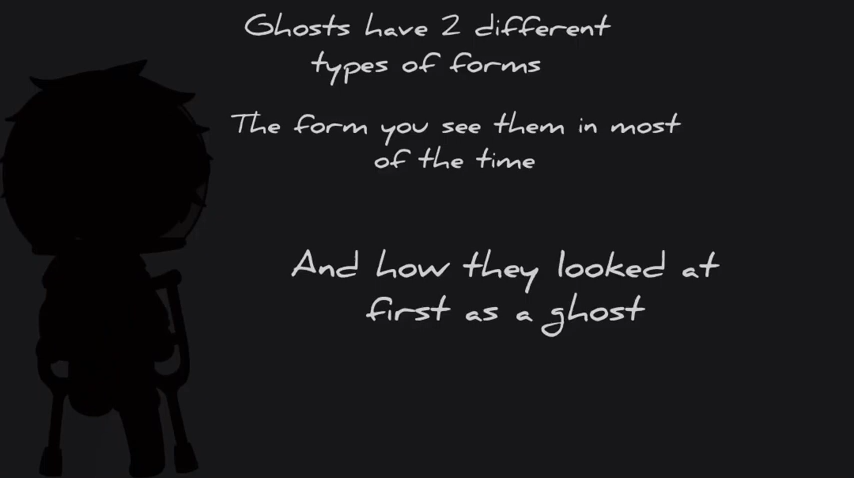 Ghosts have 2 different
types of forms
The form you see them in most
of the time
And how they looked at
first as a ghost